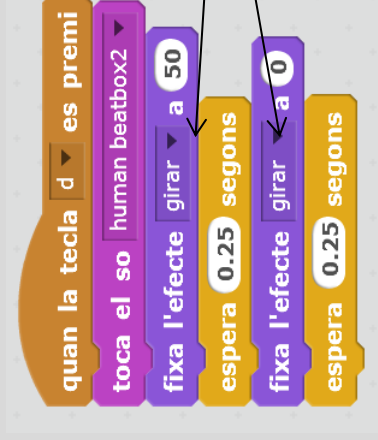 quan la tecla d es premi
toca el so human beatbox2
fixa l'efecte girar a 50
espera 0.25 segons
fixa l'efecte girar a 0
espera 0.25 segons